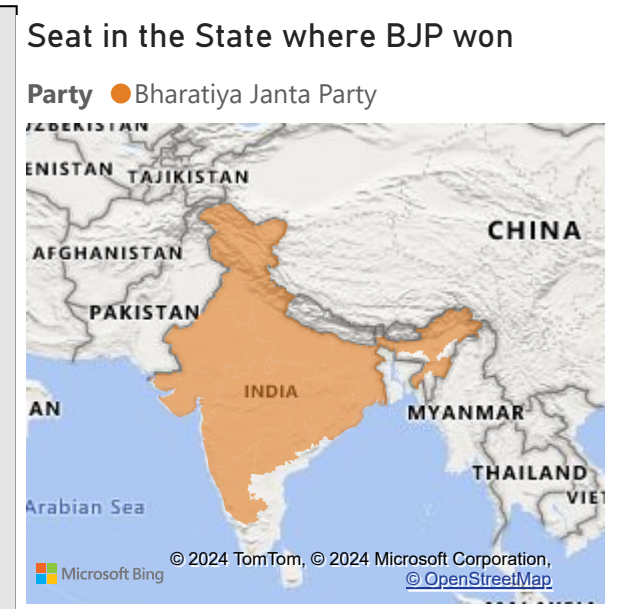 Seat in the State where BJP won
Party Bharatiya Janta Party
TAJIKISTAN
CHINA
AFGHANISTAN
PAKISTAN
INDIA
AN
MYANMAR
THAILAND
VIET
Arabian Sea
© 2024 TomTom, © 2024 Microsoft Corporation,
Microsoft Bing © OpenStreetMap